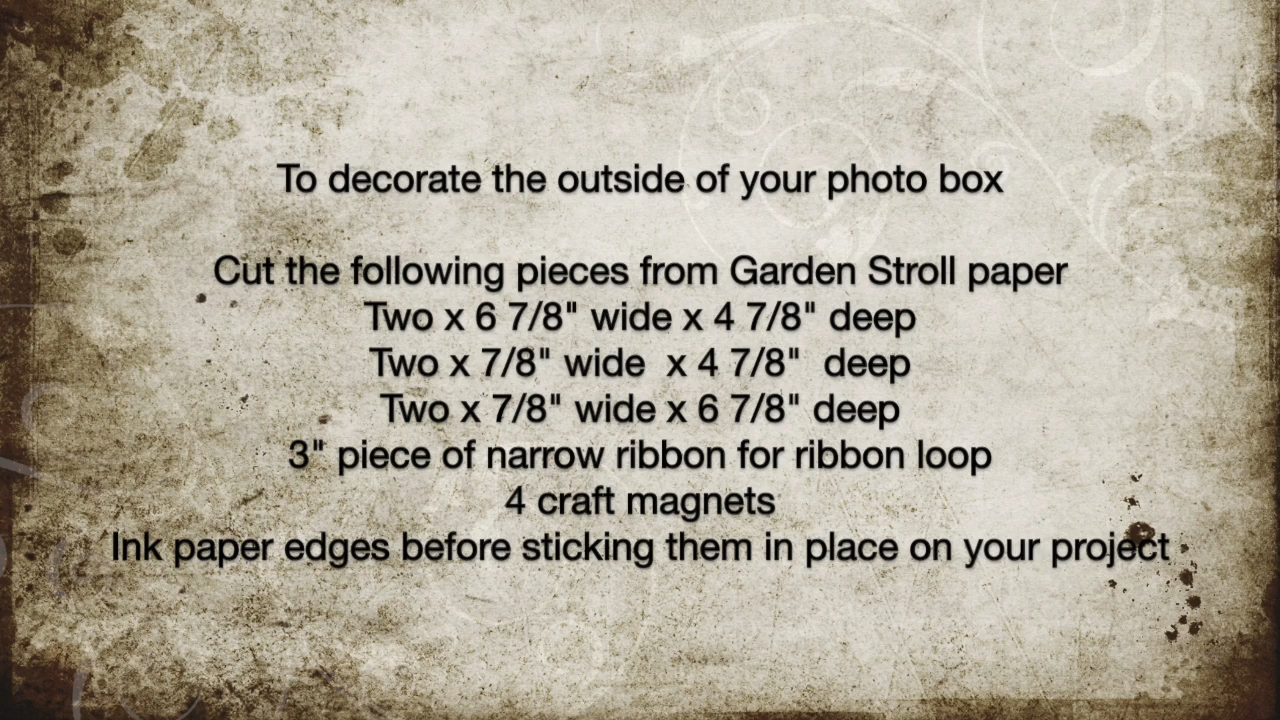 To decorate the outside of your photo box
Cut the following pieces from Garden Stroll paper
Two x 6 7/8" wide x 4 7/8" deep
Two x 7/8" wide  x 4 7/8"  deep
Two x 7/8" wide x 6 7/8" deep
3" piece of narrow ribbon for ribbon loop
4 craft magnets
Ink paper edges before sticking them in place on your project